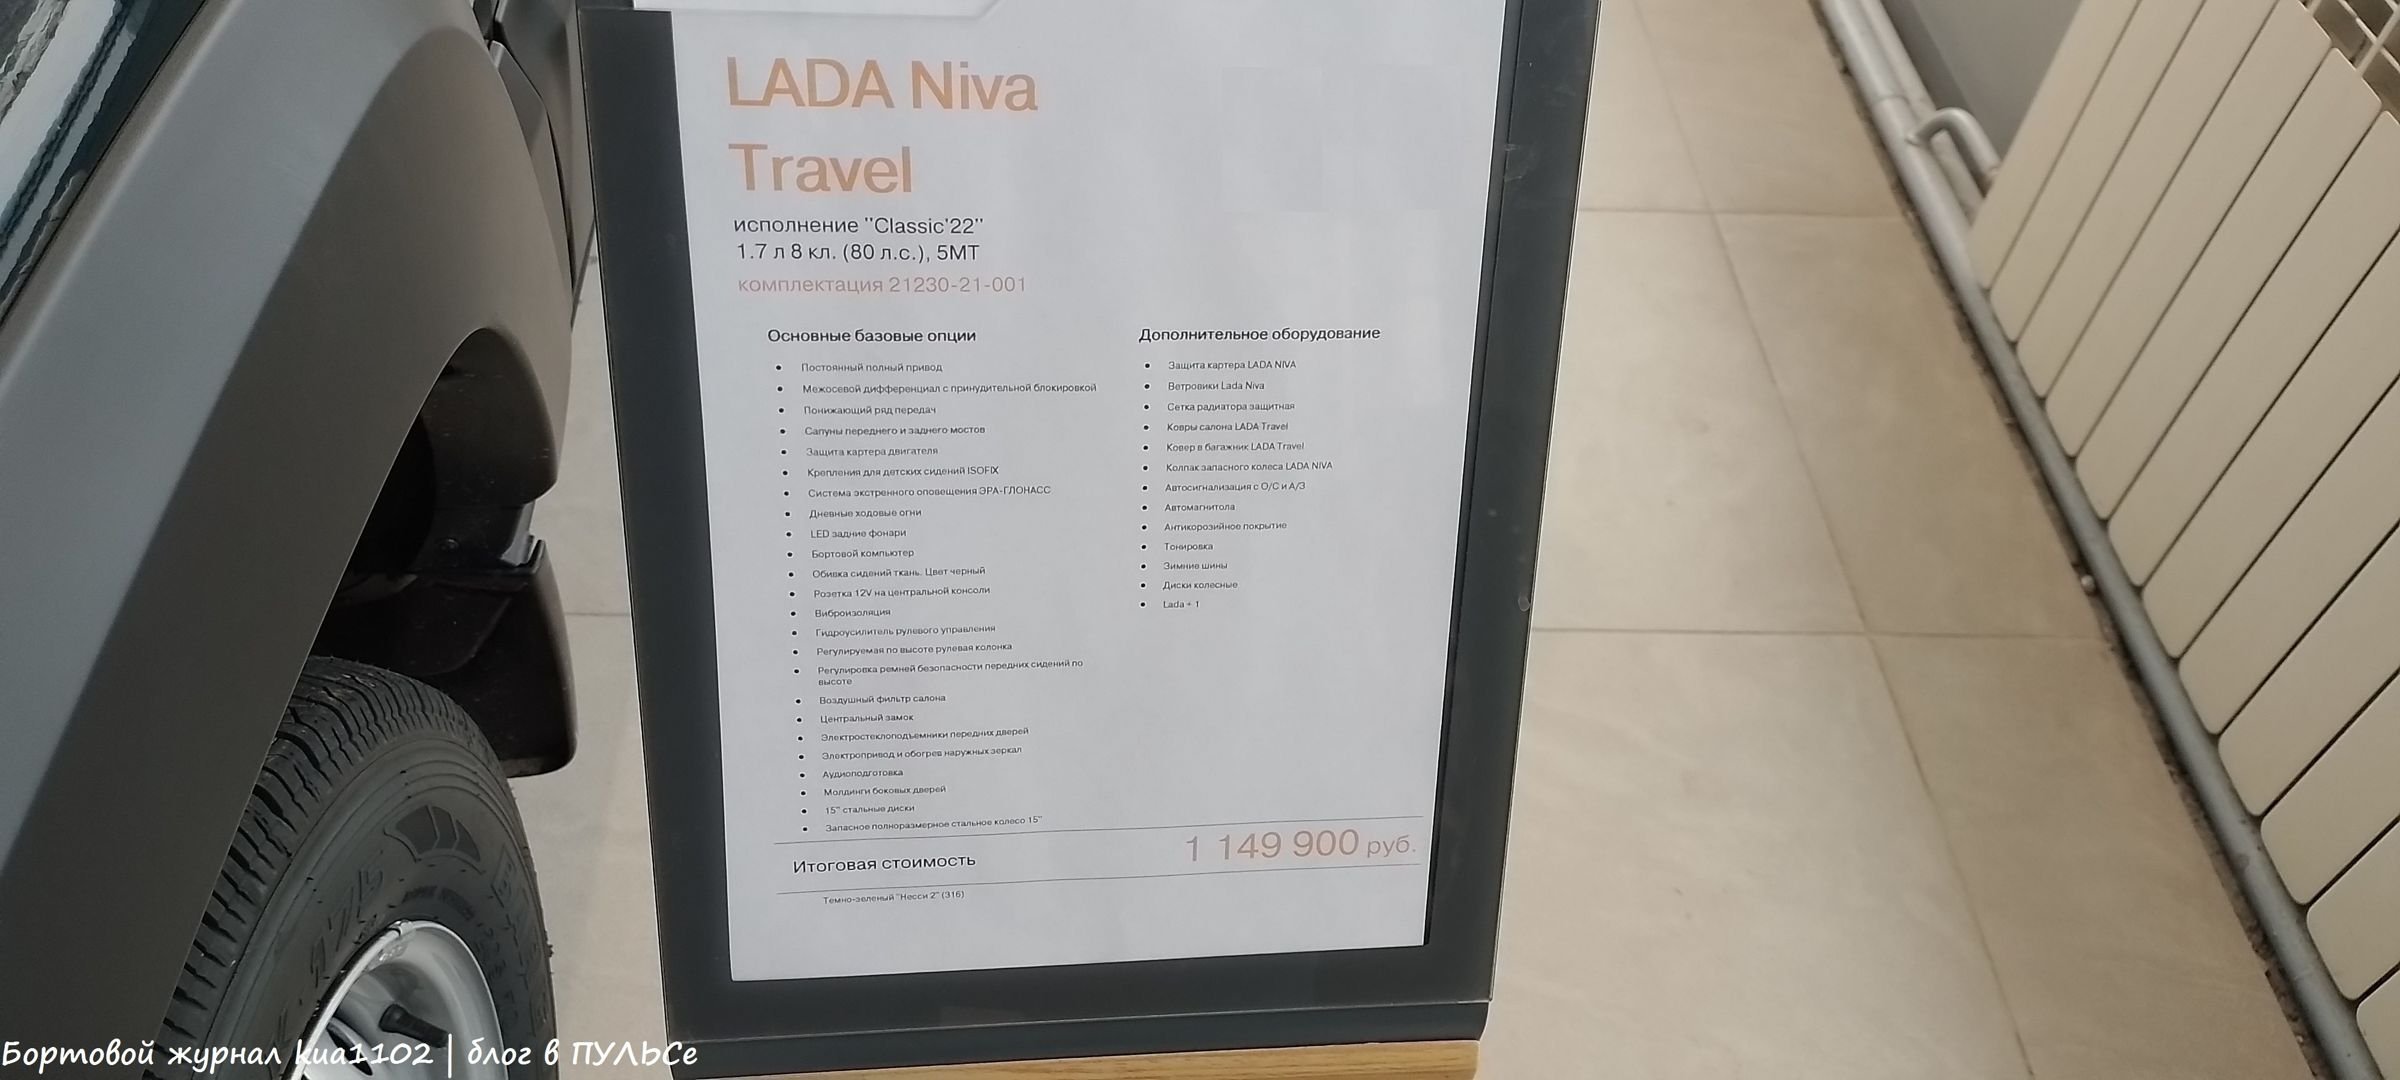 LADA Niva
Travel
исполнение "Classic'22"
1.7 л 8 кл. (80 л.с.), 5МТ
комплектация 21230-21-001
Основные базовые опции
• Постоянный полный привод
• Межосевой дифференциал с принудительной блокировкой
• Понижающий ряд передач
• Сапуны переднего и заднего мостов
• Защита картера двигателя
• Крепления для детских сидений ISOFIX
• Система экстренного оповещения ЭРА-ГЛОНАСС
• Дневные ходовые огни
• LED задние фонари
• Бортовой компьютер
• Обивка сидений ткань. Цвет черный
• Розетка 12V на центральной консоли
• Виброизоляция
• Гидроусилитель рулевого управления
• Регулируемая по высоте рулевая колонка
• Регулировка ремней безопасности передних сидений по
высоте
• Воздушный фильтр салона
• Центральный замок
• Электростеклоподъемники передних дверей
• Электропривод и обогрев наружных зеркал
• Аудиоподготовка
• Молдинги боковых дверей
• 15" стальные диски
• Запасное полноразмерное стальное колесо 15"
Дополнительное оборудование
• Защита картера LADA NIVA
• Ветровики Lada Niva
• Сетка радиатора защитная
• Ковры салона LADA Travel
• Ковер в багажник LADA Travel
• Колпак запасного колеса LADA NIVA
• Автосигнализация с О/С и А/З
• Автомагнитола
• Антикорозийное покрытие
• Тонировка
• Зимние шины
• Диски колесные
• Lada + 1
Итоговая стоимость 1 149 900 руб.
Темно-зеленый "Несси 2" (316)
Бортовой журнал kua1102 | блог в ПУЛЬСе